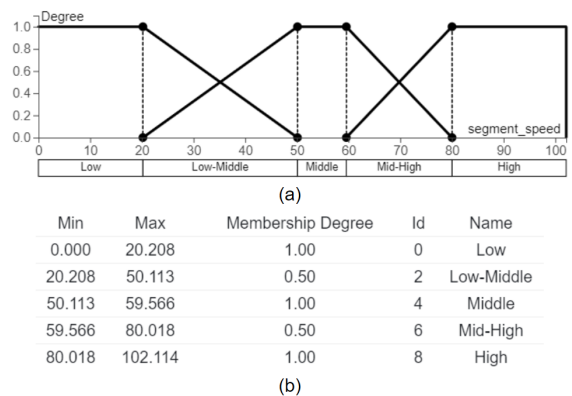 Degree
1.0
0.8
0.6
0.4
0.2
0.0
segment_speed
0 10 20 30 40 50 60 70 80 90 100
Low Low-Middle Middle Mid-High High
(a)
Min Max Membership Degree Id Name
0.000 20.208 1.00 0 Low
20.208 50.113 0.50 2 Low-Middle
50.113 59.566 1.00 4 Middle
59.566 80.018 0.50 6 Mid-High
80.018 102.114 1.00 8 High
(b)